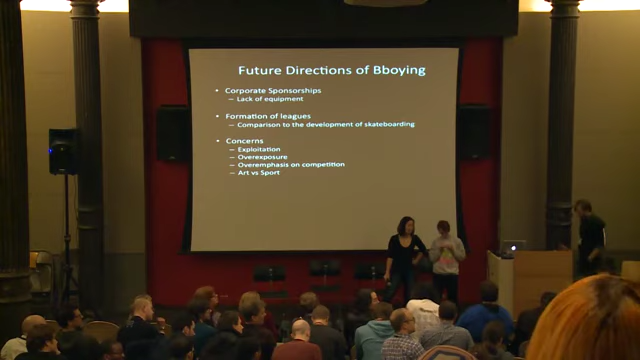 Future Directions of Bboying
• Corporate Sponsorships
– Lack of equipment
• Formation of leagues
– Comparison to the development of skateboarding
• Concerns
– Exploitation
– Overexposure
– Overemphasis on competition
– Art vs Sport